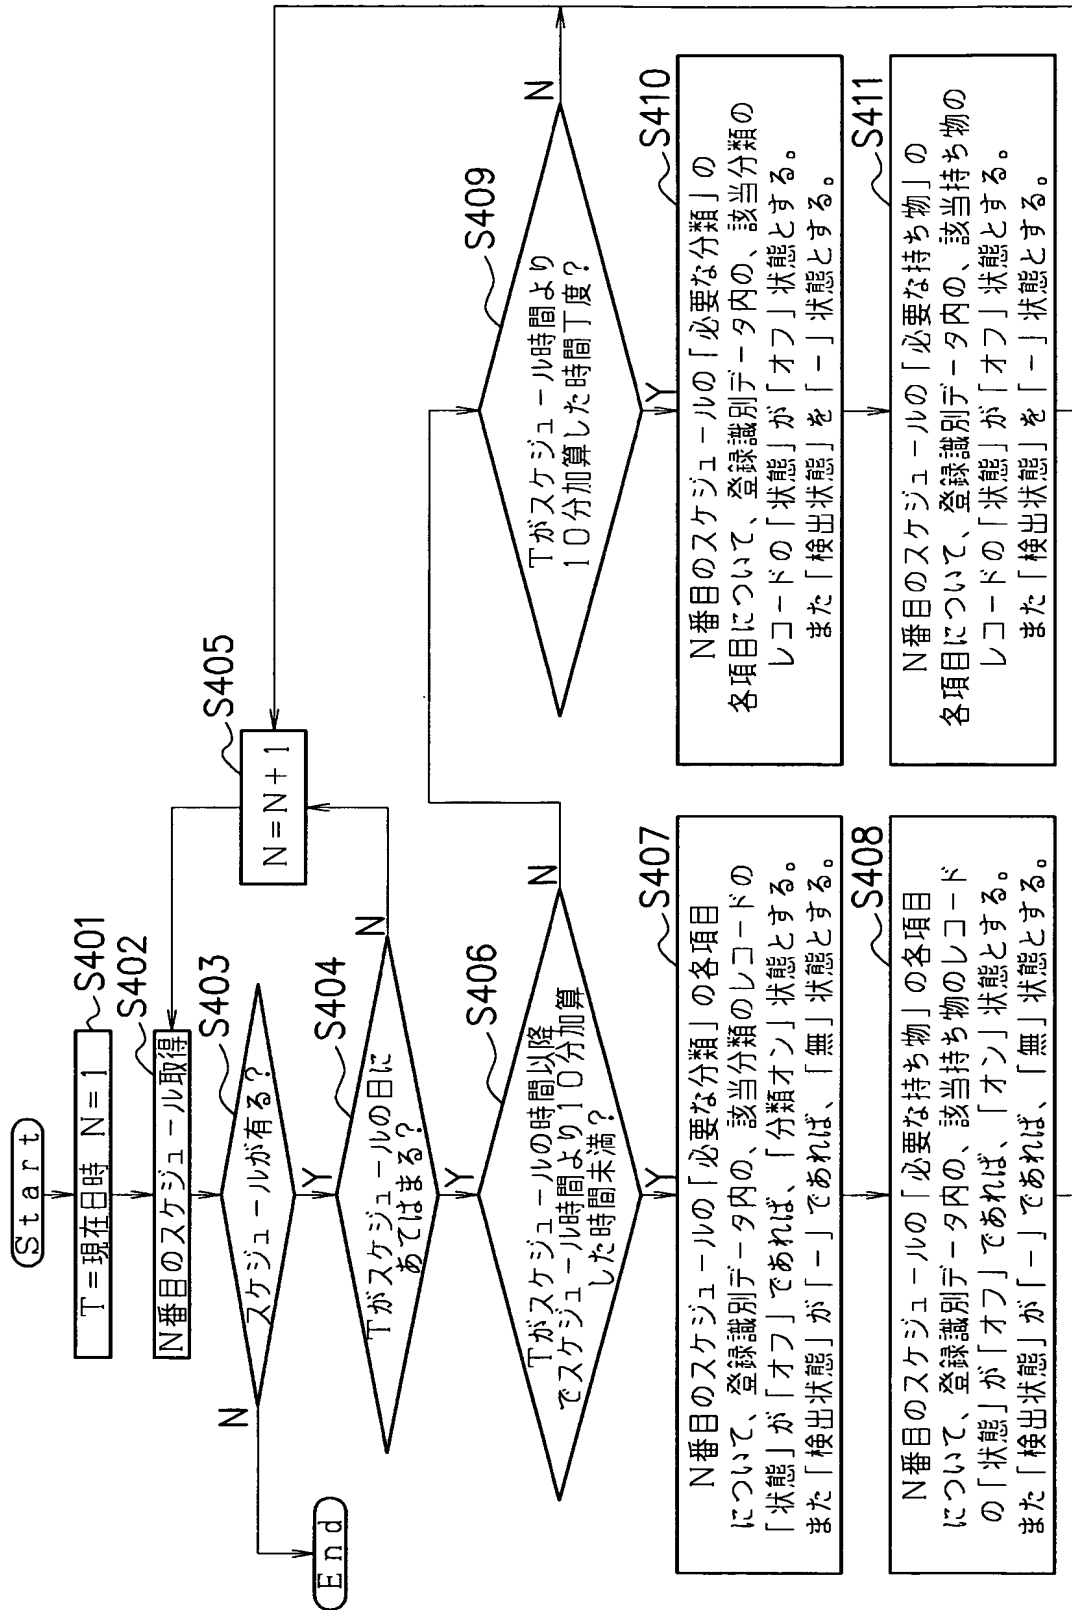 Start
S401
T=現在日時 N=1
S402
N番目のスケジュール取得
S403
スケジュールが有る?
N
Y
End
S404
Tがスケジュールの日に
あてはまる?
N
Y
S405
N=N+1
S406
Tがスケジュールの時間以降
でスケジュール時間より10分加算
した時間未満?
N
Y
S407
N番目のスケジュールの「必要な分類」の各項目
について、登録識別データ内の、該当分類のレコードの
「状態」が「オフ」であれば、「分類オン」状態とする。
また「検出状態」が「-」であれば、「無」状態とする。
S408
N番目のスケジュールの「必要な持ち物」の各項目
について、登録識別データ内の、該当持ち物のレコード
の「状態」が「オフ」であれば、「オン」状態とする。
また「検出状態」が「-」であれば、「無」状態とする。
S409
Tがスケジュール時間より
10分加算した時間丁度?
N
Y
S410
N番目のスケジュールの「必要な分類」の
各項目について、登録識別データ内の、該当分類の
レコードの「状態」が「オフ」状態とする。
また「検出状態」を「-」状態とする。
S411
N番目のスケジュールの「必要な持ち物」の
各項目について、登録識別データ内の、該当持ち物の
レコードの「状態」が「オフ」状態とする。
また「検出状態」を「-」状態とする。